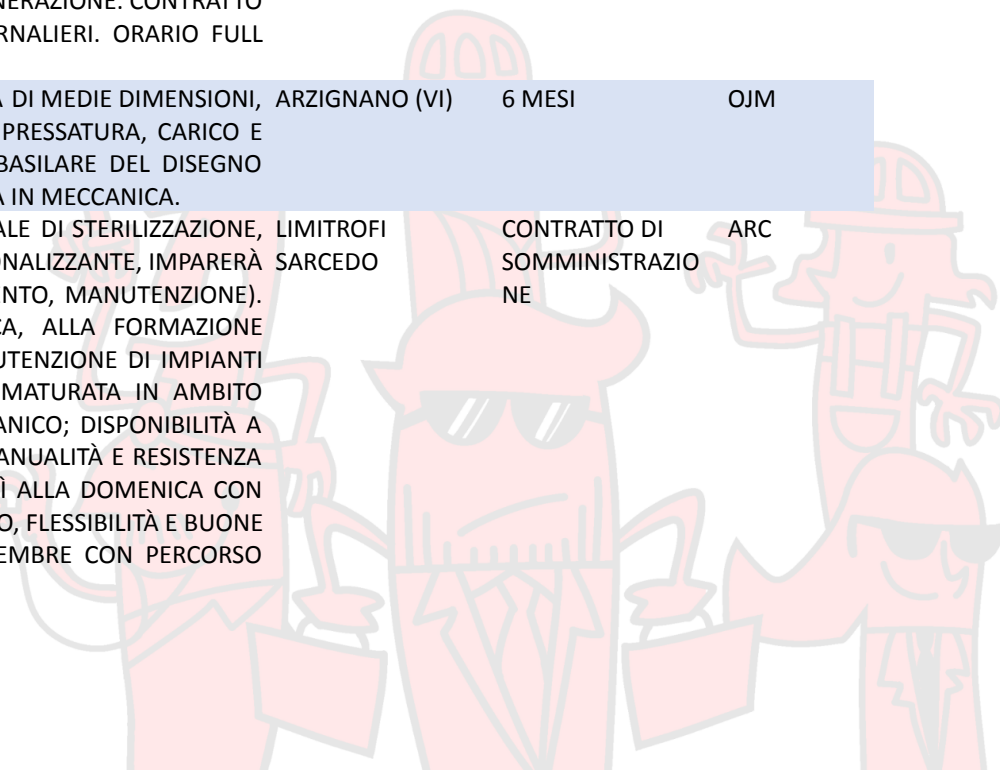 NERAZIONE. CONTRATTO
RNALIERI. ORARIO FULL
A DI MEDIE DIMENSIONI, ARZIGNANO (VI) 6 MESI OJM
PRESSATURA, CARICO E
BASILARE DEL DISEGNO
A IN MECCANICA.
ALE DI STERILIZZAZIONE, LIMITROFI CONTRATTO DI ARC
ONALIZZANTE, IMPARERÀ SARCEDO SOMMINISTRAZIO
ENTO, MANUTENZIONE). NE
CA, ALLA FORMAZIONE
UTENZIONE DI IMPIANTI
MATURATA IN AMBITO
ANICO; DISPONIBILITÀ A
ANUALITÀ E RESISTENZA
Ì ALLA DOMENICA CON
O, FLESSIBILITÀ E BUONE
EMBRE CON PERCORSO